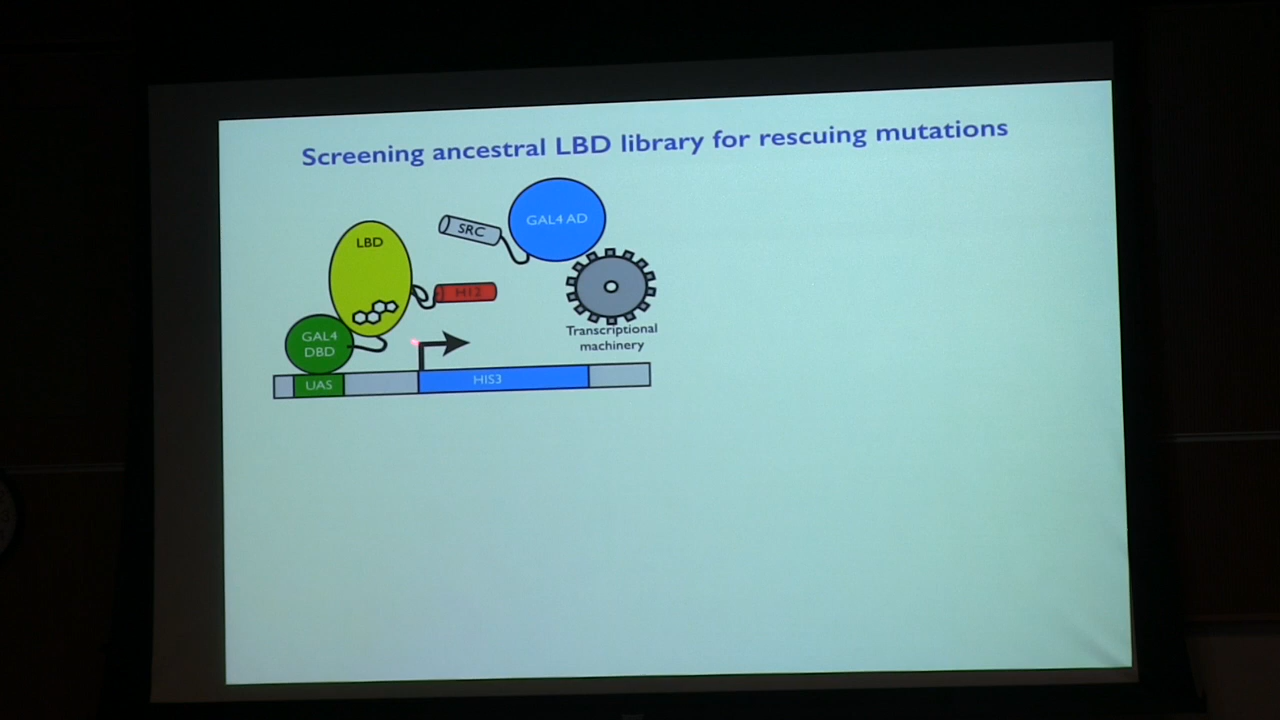 Screening ancestral LBD library for rescuing mutations
GAL4 AD
SRC
LBD
H12
GAL4
DBD
Transcriptional
machinery
UAS
HIS3